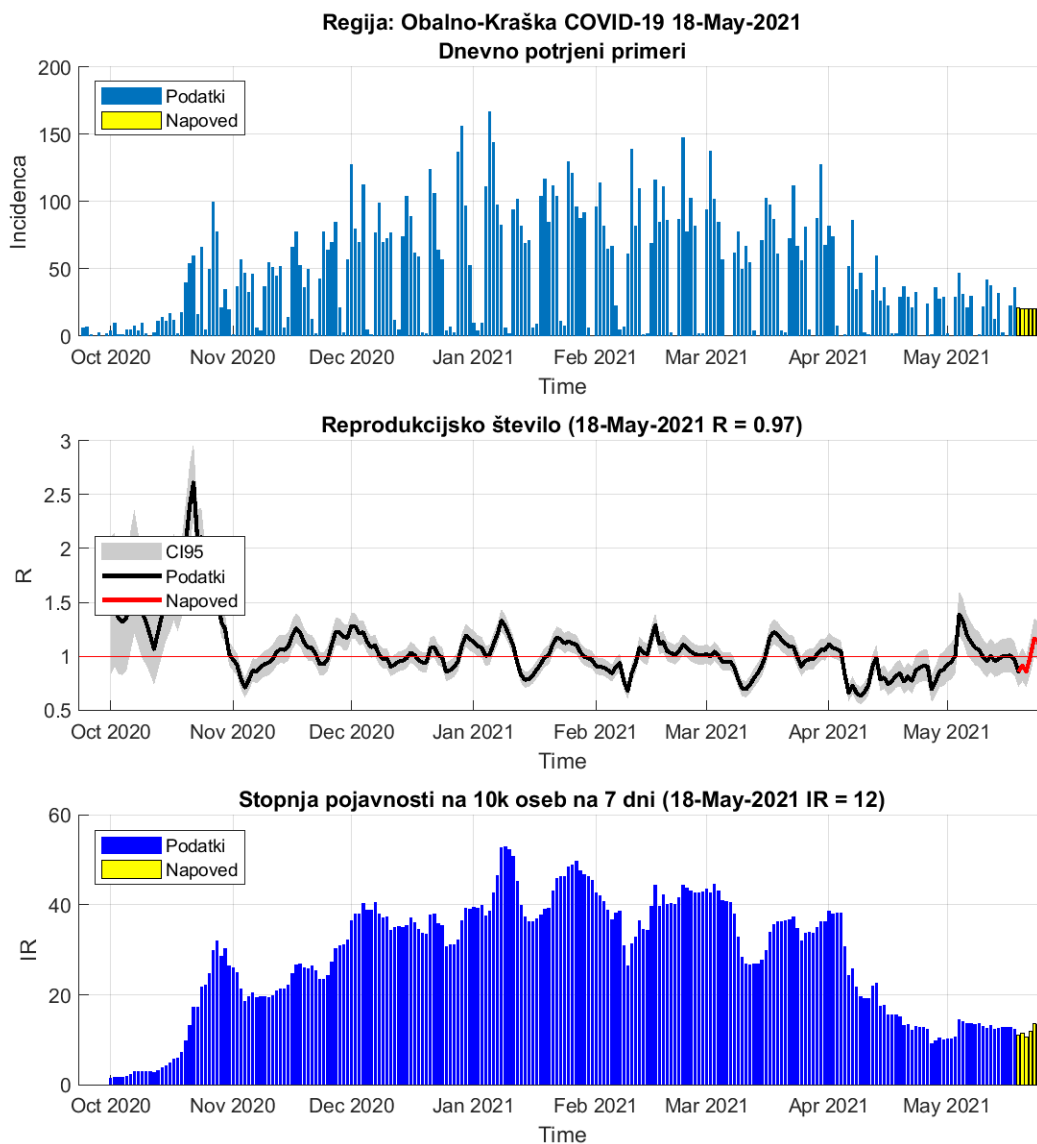 Regija: Obalno-Kraška COVID-19 18-May-2021
Dnevno potrjeni primeri
200
150
100
50
0
Incidenca
Podatki
Napoved
Oct 2020 Nov 2020 Dec 2020 Jan 2021 Feb 2021 Mar 2021 Apr 2021 May 2021
Time
Reprodukcijsko število (18-May-2021 R = 0.97)
3
2.5
2
1.5
1
0.5
R
CI95
Podatki
Napoved
Oct 2020 Nov 2020 Dec 2020 Jan 2021 Feb 2021 Mar 2021 Apr 2021 May 2021
Time
Stopnja pojavnosti na 10k oseb na 7 dni (18-May-2021 IR = 12)
60
40
20
0
IR
Podatki
Napoved
Oct 2020 Nov 2020 Dec 2020 Jan 2021 Feb 2021 Mar 2021 Apr 2021 May 2021
Time